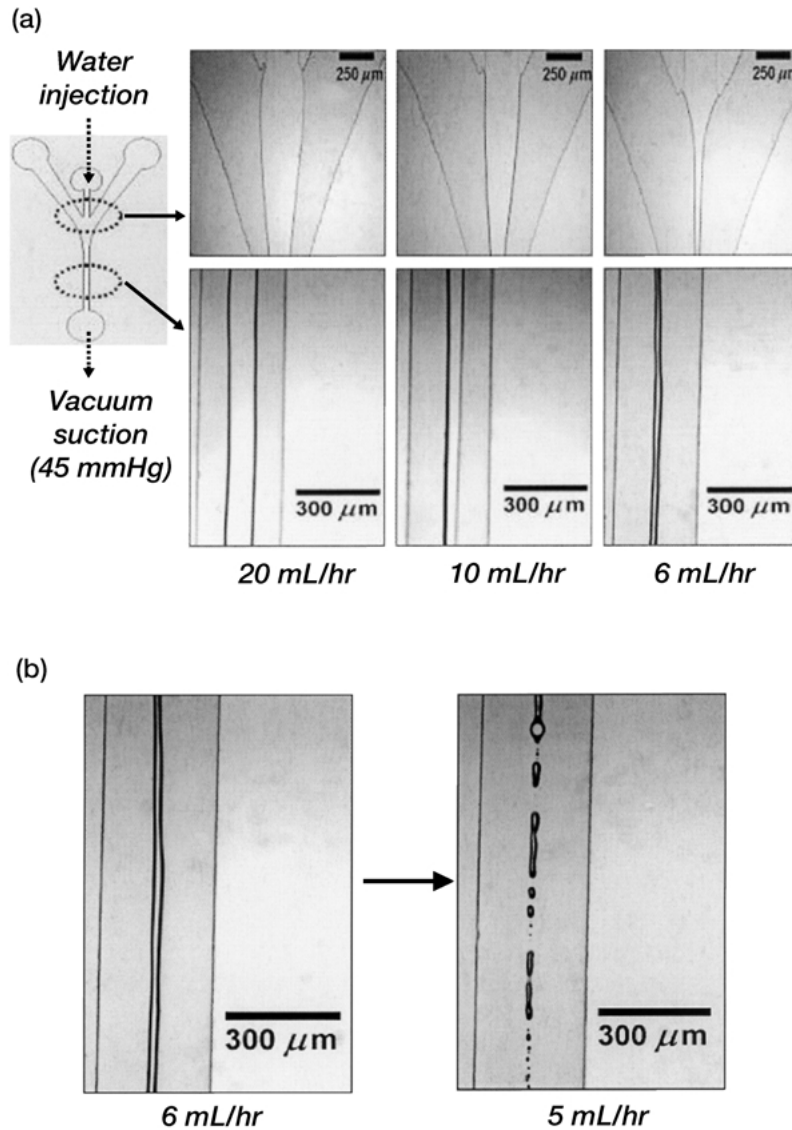 (a)
Water
injection
250 μm
250 μm
250 μm
Vacuum
suction
(45 mmHg)
300 μm
300 μm
300 μm
20 mL/hr
10 mL/hr
6 mL/hr
(b)
300 μm
300 μm
6 mL/hr
5 mL/hr